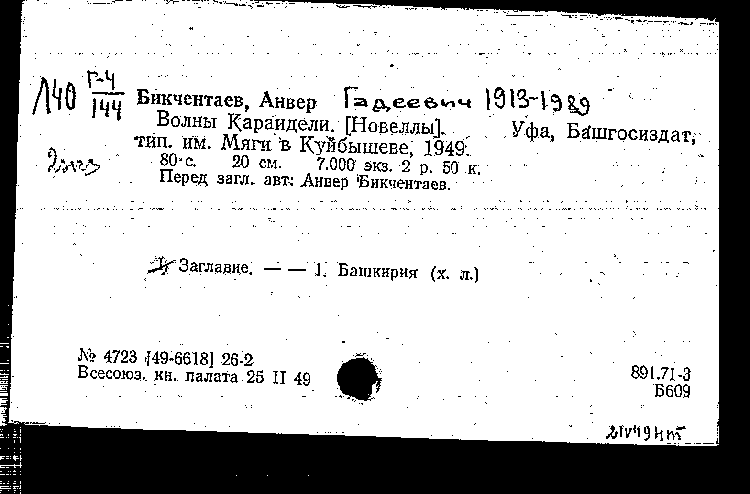 Л40 Г-4/144
Бикчентаев, Анвер Гадеевич 1913-1989
Волны Караидели. [Новеллы]. Уфа, Башгосиздат,
тип. им. Мяги в Куйбышеве, 1949.
80 с. 20 см. 7.000 экз. 2 р. 50 к.
Перед загл. авт: Анвер Бикчентаев.
I. Заглавие. — — 1. Башкирия (х. л.)
№ 4723 [49-6618] 26-2
Всесоюз. кн. палата 25 II 49
891.71-3
Б609